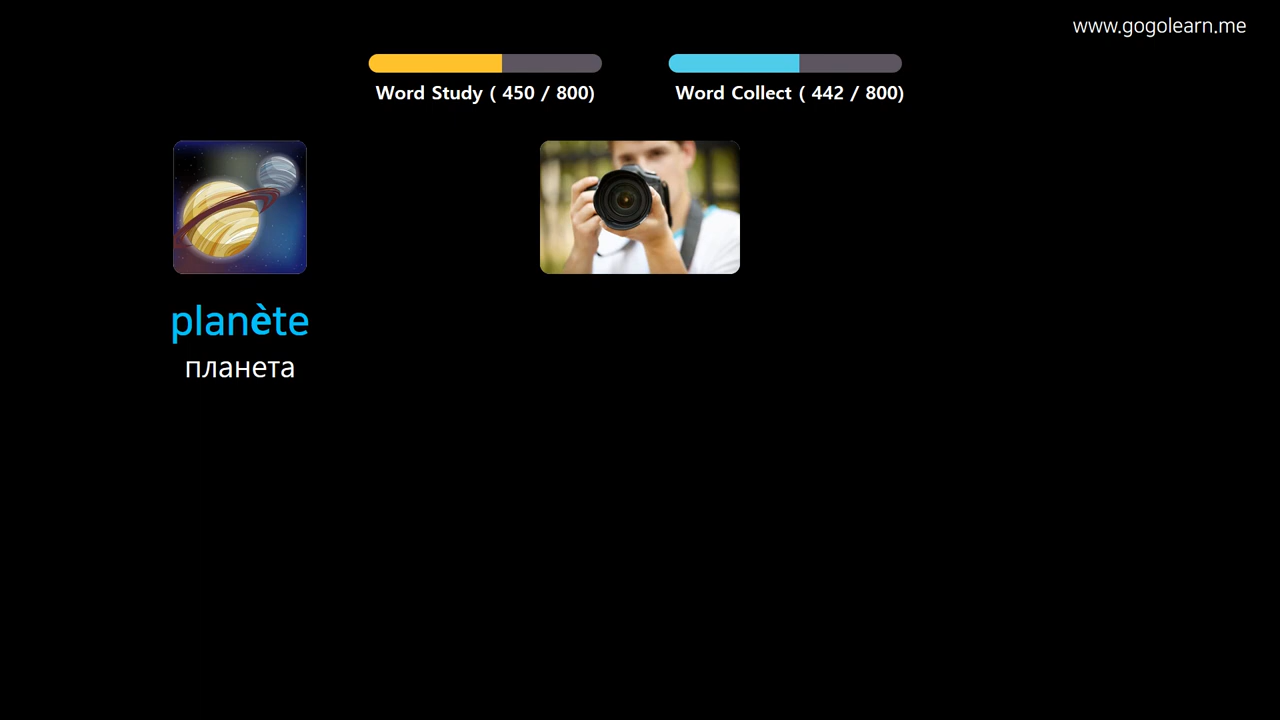 www.gogolearn.me
Word Study ( 450 / 800)
Word Collect ( 442 / 800)
planète
планета